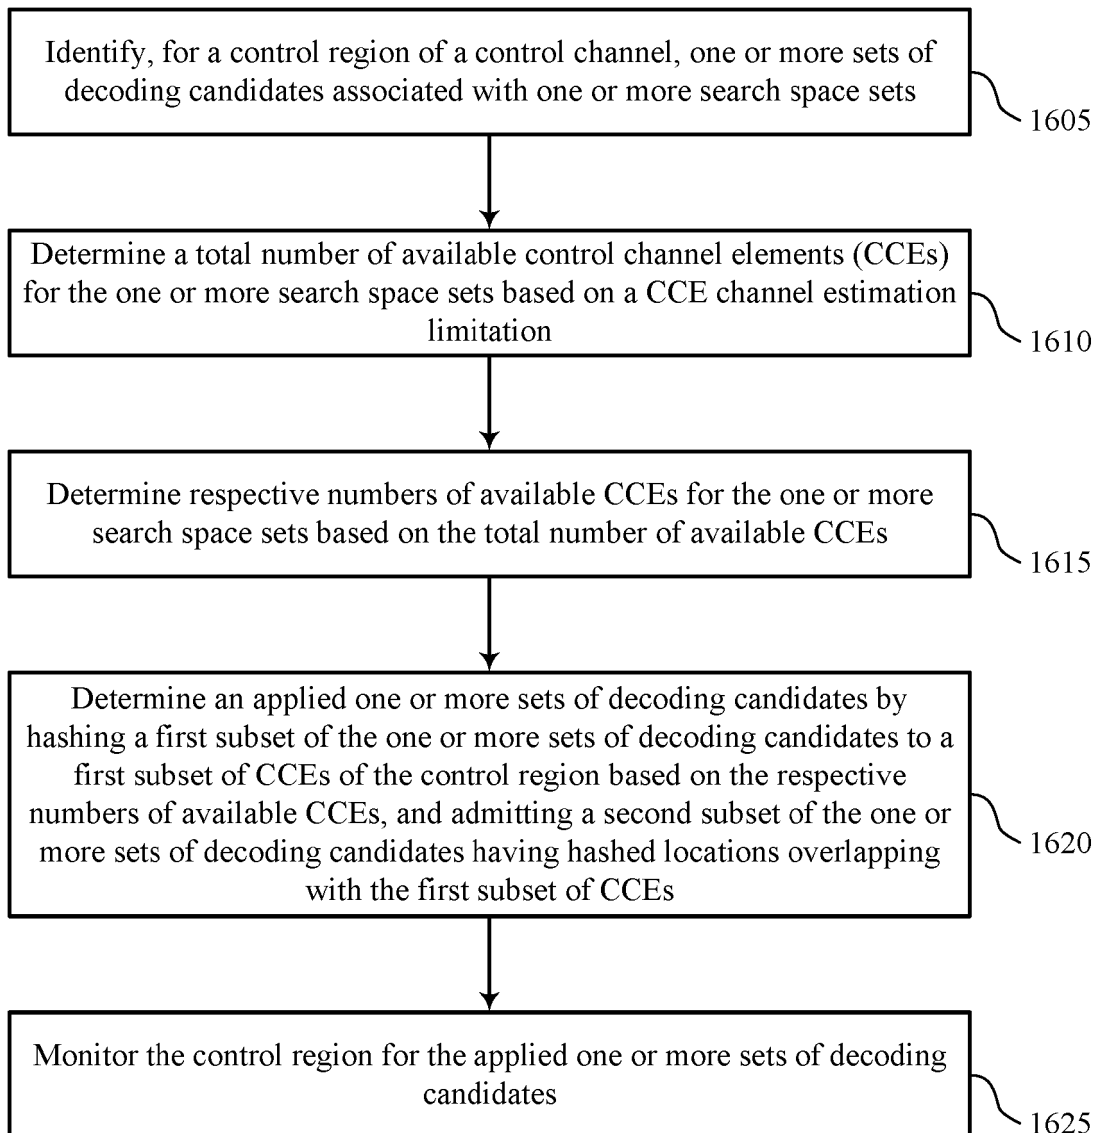 Identify, for a control region of a control channel, one or more sets of
decoding candidates associated with one or more search space sets
1605
Determine a total number of available control channel elements (CCEs)
for the one or more search space sets based on a CCE channel estimation
limitation
1610
Determine respective numbers of available CCEs for the one or more
search space sets based on the total number of available CCEs
1615
Determine an applied one or more sets of decoding candidates by
hashing a first subset of the one or more sets of decoding candidates to a
first subset of CCEs of the control region based on the respective
numbers of available CCEs, and admitting a second subset of the one or
more sets of decoding candidates having hashed locations overlapping
with the first subset of CCEs
1620
Monitor the control region for the applied one or more sets of decoding
candidates
1625